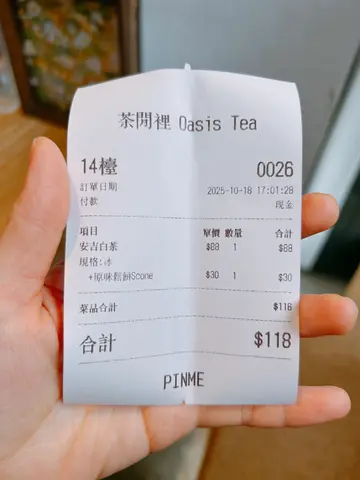 茶閒裡 Oasis Tea
14檯 0026
訂單日期 2025-10-18 17:01:28
付款 現金
項目 單價 數量 合計
安吉白茶 $88 1 $88
規格:冰
+原味鬆餅Scone $30 1 $30
菜品合計 $118
合計 $118
PINME